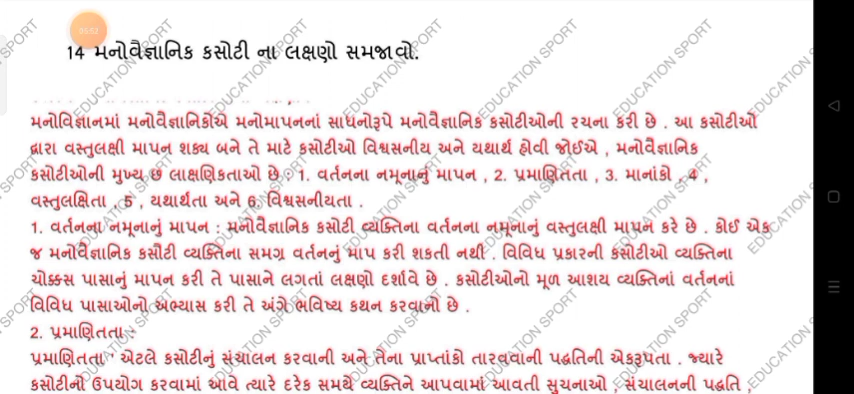 03:03
14 મનોવૈજ્ઞાનિક કસોટી ના લક્ષણો સમજાવો.
મનોવિજ્ઞાનમાં મનોવૈજ્ઞાનિકોએ મનોમાપનનાં સાધનોરૂપે મનોવૈજ્ઞાનિક કસોટીઓની રચના કરી છે . આ કસોટીઓ
દ્વારા વસ્તુલક્ષી માપન શક્ય બને તે માટે કસોટીઓ વિશ્વસનીય અને યથાર્થ હોવી જોઈએ , મનોવૈજ્ઞાનિક
કસોટીઓની મુખ્ય છ લાક્ષણિકતાઓ છે : 1. વર્તનના નમૂનાનું માપન , 2. પ્રમાણિતતા , 3. માનાંકો , 4 ,
વસ્તુલક્ષિતા , 5 , યથાર્થતા અને 6. વિશ્વસનીયતા .
1. વર્તનના નમૂનાનું માપન : મનોવૈજ્ઞાનિક કસોટી વ્યક્તિના વર્તનના નમૂનાનું વસ્તુલક્ષી માપન કરે છે . કોઈ એક
જ મનોવૈજ્ઞાનિક કસોટી વ્યક્તિના સમગ્ર વર્તનનું માપ કરી શકતી નથી . વિવિધ પ્રકારની કસોટીઓ વ્યક્તિના
ચોક્કસ પાસાનું માપન કરી તે પાસાને લગતાં લક્ષણો દર્શાવે છે . કસોટીઓનો મૂળ આશય વ્યક્તિનાં વર્તનનાં
વિવિધ પાસાઓનો અભ્યાસ કરી તે અંગે ભવિષ્ય કથન કરવાનો છે .
2. પ્રમાણિતતા :
પ્રમાણિતતા ' એટલે કસોટીનું સંચાલન કરવાની અને તેના પ્રાપ્તાંકો તારવવાની પદ્ધતિની એકરૂપતા . જ્યારે
કસોટીનો ઉપયોગ કરવામાં આવે ત્યારે દરેક સમયે વ્યક્તિને આપવામાં આવતી સુચનાઓ , સંચાલનની પદ્ધતિ ,
EDUCATION SPORT